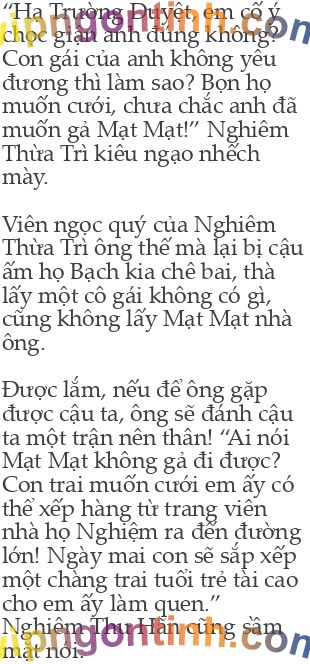 “Hạ Trường Duyệt, em cố ý
chọc giận anh đúng không?
Con gái của anh không yêu
đương thì làm sao? Bọn họ
muốn cưới, chưa chắc anh đã
muốn gả Mạt Mạt!” Nghiêm
Thừa Trì kiêu ngạo nhếch
mày.
Viên ngọc quý của Nghiêm
Thừa Trì ông thế mà lại bị cậu
ấm họ Bạch kia chê bai, thà
lấy một cô gái không có gì,
cũng không lấy Mạt Mạt nhà
ông.
Được lắm, nếu để ông gặp
được cậu ta, ông sẽ đánh cậu
ta một trận nên thân! “Ai nói
Mạt Mạt không gả đi được?
Con trai muốn cưới em ấy có
thể xếp hàng từ trang viên
nhà họ Nghiêm ra đến đường
lớn! Ngày mai con sẽ sắp xếp
một chàng trai tuổi trẻ tài cao
cho em ấy làm quen.”
Nghiêm Thư Hân cũng sầm
mặt nói.